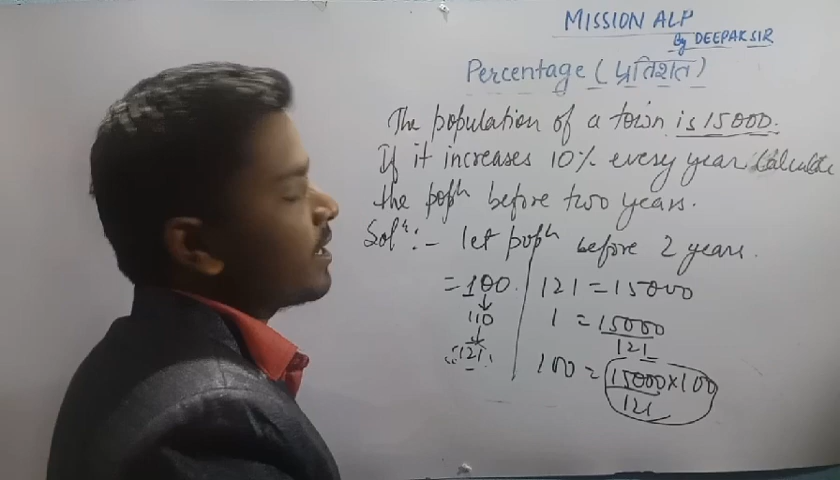 MISSION ALP
By DEEPAK SIR
Percentage (प्रतिशत)
The population of a town is 15000.
If it increases 10% every year. Calculate
the popn before two years.
Soln:- let popn before 2 years.
= 100.
110
121
121 = 15000
1 = 15000
121
100 = 15000×100
121